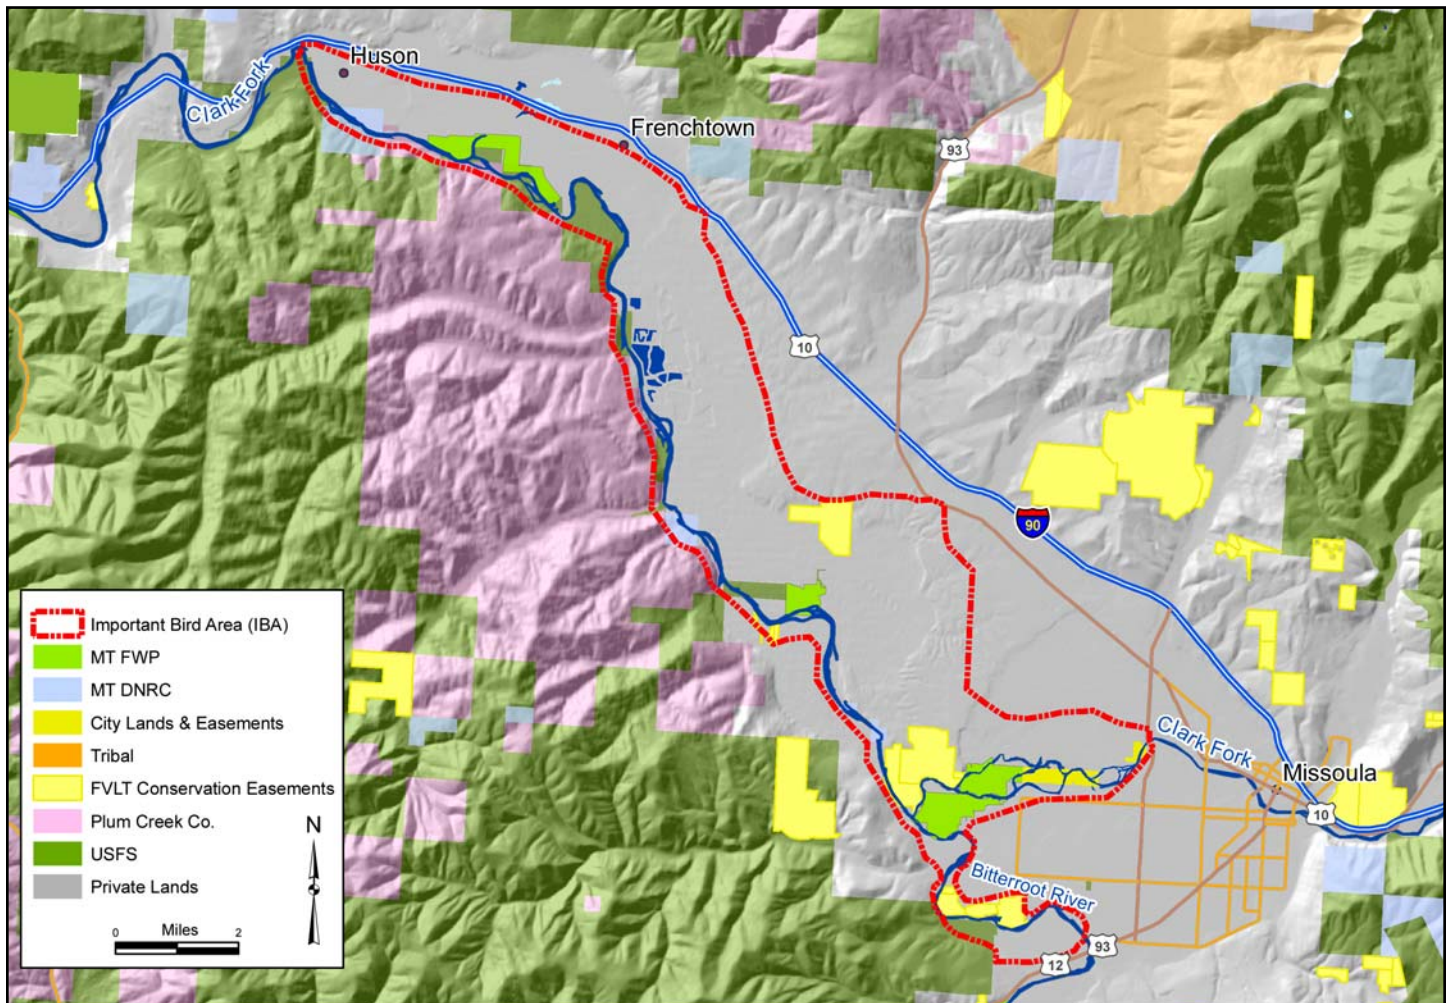 Huson
Clark Fork
Frenchtown
93
10
90
Clark Fork
Missoula
10
Bitterroot River
93
12
Important Bird Area (IBA)
MT FWP
MT DNRC
City Lands & Easements
Tribal
FVLT Conservation Easements
Plum Creek Co.
USFS
Private Lands
N
Miles
0 2